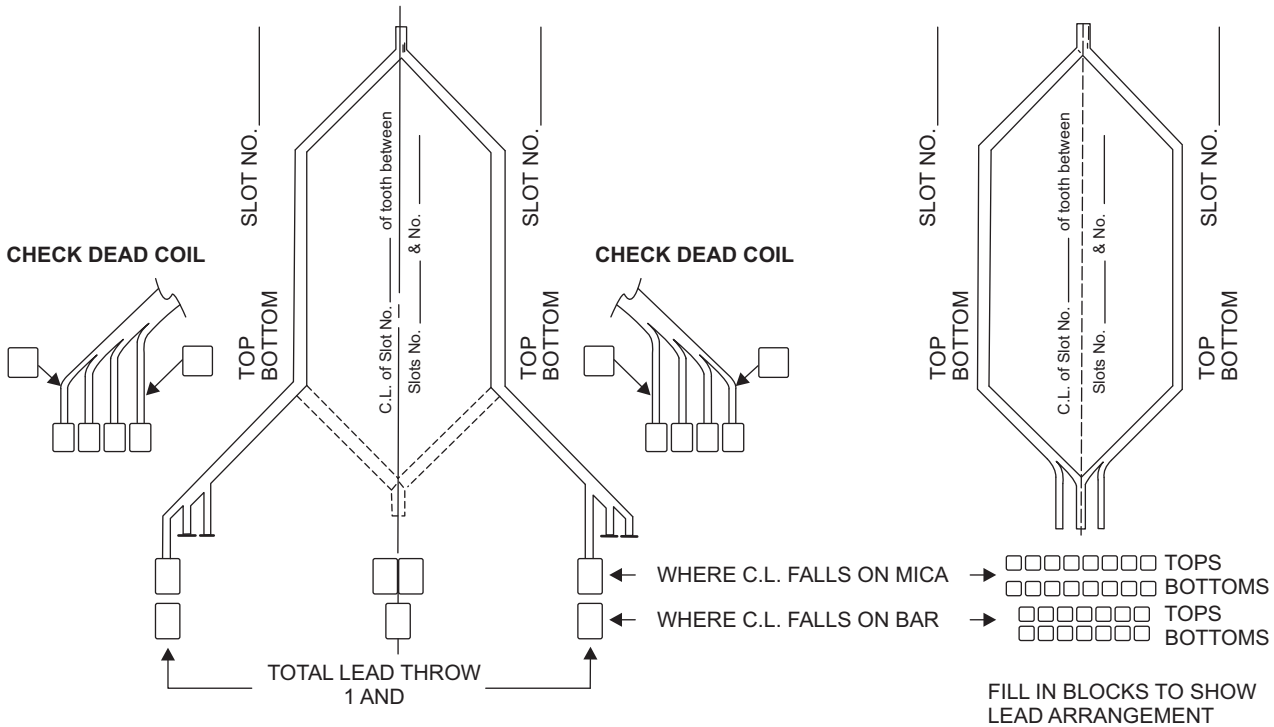 SLOT NO.
SLOT NO.
SLOT NO.
SLOT NO.
C.L. of Slot No. of tooth between
Slots No. & No.
C.L. of Slot No. of tooth between
Slots No. & No.
CHECK DEAD COIL
CHECK DEAD COIL
TOP
BOTTOM
TOP
BOTTOM
TOP
BOTTOM
TOP
BOTTOM
WHERE C.L. FALLS ON MICA
TOPS
BOTTOMS
WHERE C.L. FALLS ON BAR
TOPS
BOTTOMS
TOTAL LEAD THROW
1 AND
FILL IN BLOCKS TO SHOW
LEAD ARRANGEMENT